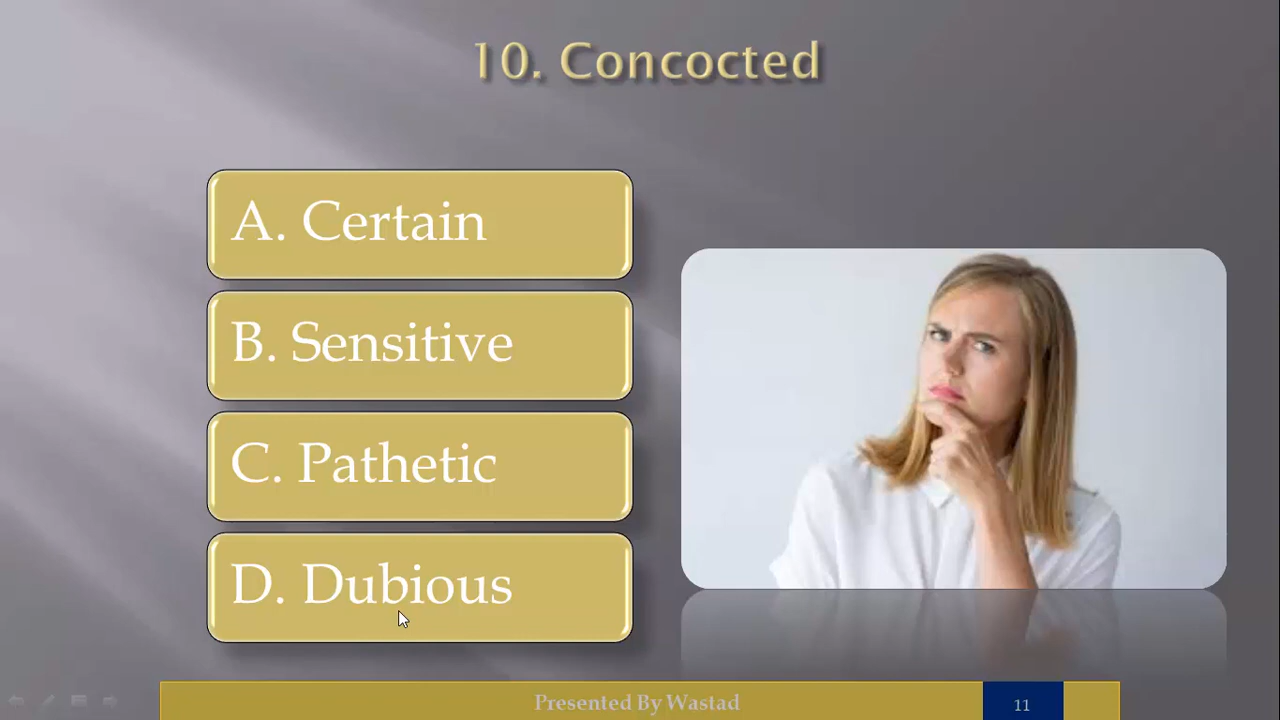 10. Concocted
A. Certain
B. Sensitive
C. Pathetic
D. Dubious
Presented By Wastad
11